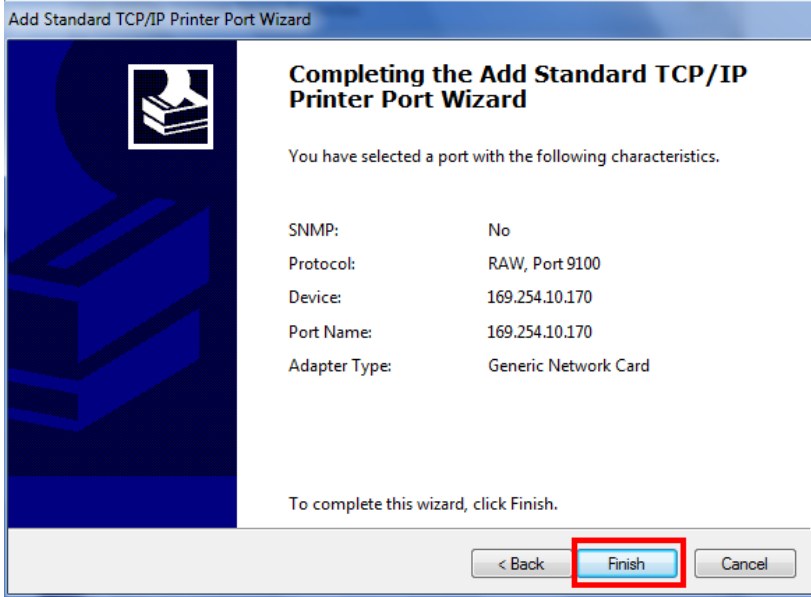 Add Standard TCP/IP Printer Port Wizard
Completing the Add Standard TCP/IP
Printer Port Wizard
You have selected a port with the following characteristics.
SNMP: No
Protocol: RAW, Port 9100
Device: 169.254.10.170
Port Name: 169.254.10.170
Adapter Type: Generic Network Card
To complete this wizard, click Finish.
< Back Finish Cancel